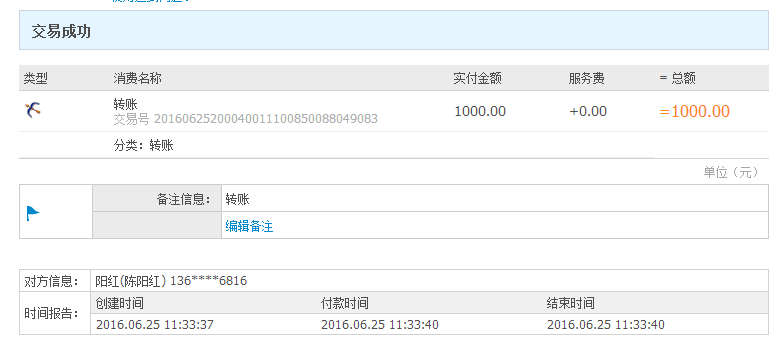 交易成功
类型 消费名称 实付金额 服务费 = 总额
转账
交易号 20160625200040011100850088049083
1000.00 +0.00 =1000.00
分类：转账
单位（元）
备注信息： 转账
编辑备注
对方信息： 阳红(陈阳红) 136****6816
时间报告：
创建时间 付款时间 结束时间
2016.06.25 11:33:37 2016.06.25 11:33:40 2016.06.25 11:33:40